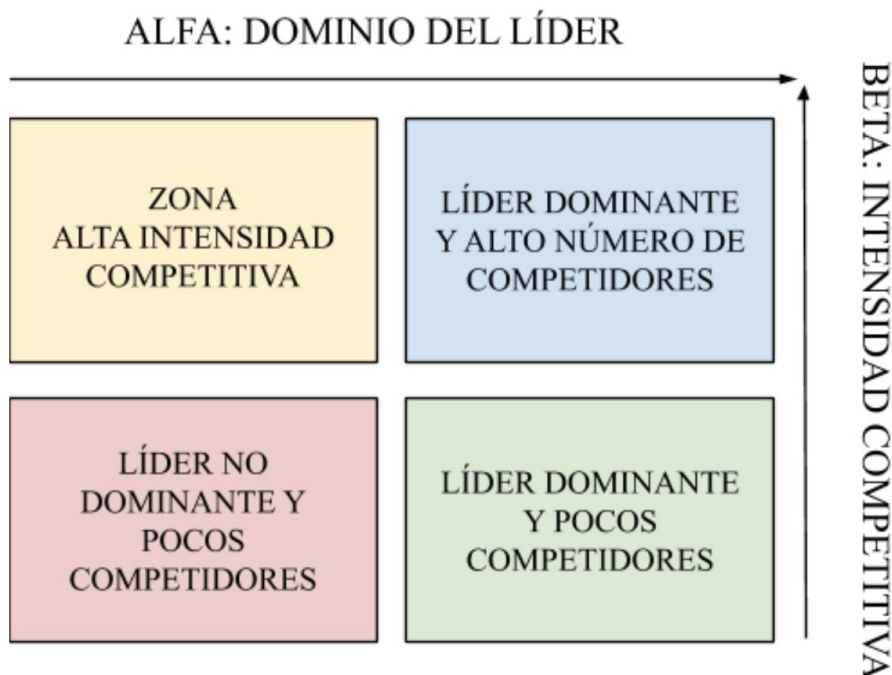 ALFA: DOMINIO DEL LÍDER
ZONA
ALTA INTENSIDAD
COMPETITIVA
LÍDER DOMINANTE
Y ALTO NÚMERO DE
COMPETIDORES
LÍDER NO
DOMINANTE Y
POCOS
COMPETIDORES
LÍDER DOMINANTE
Y POCOS
COMPETIDORES
BETA: INTENSIDAD COMPETITIVA